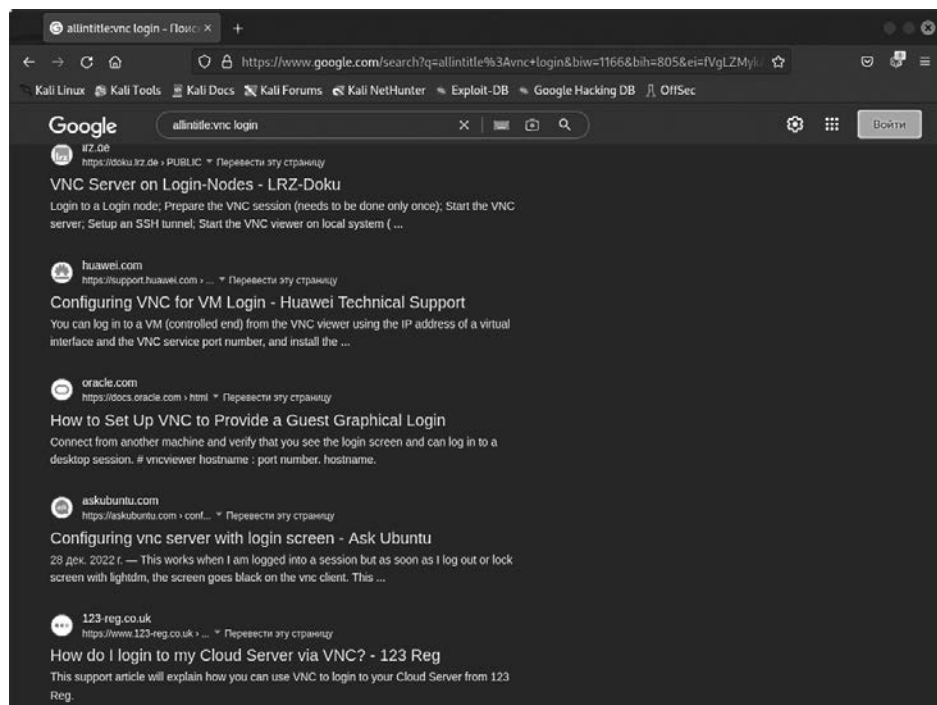 allintitle:vnc login - Поис ×
+
https://www.google.com/search?q=allintitle%3Avnc+login&biw=1166&bih=805&ei=fVgLZMyk
Kali Linux Kali Tools Kali Docs Kali Forums Kali NetHunter Exploit-DB Google Hacking DB OffSec
Google allintitle:vnc login Войти
lrz.de
https://doku.lrz.de › PUBLIC Перевести эту страницу
VNC Server on Login-Nodes - LRZ-Doku
Login to a Login node; Prepare the VNC session (needs to be done only once); Start the VNC
server; Setup an SSH tunnel; Start the VNC viewer on local system ( ...
huawei.com
https://support.huawei.com › ... Перевести эту страницу
Configuring VNC for VM Login - Huawei Technical Support
You can log in to a VM (controlled end) from the VNC viewer using the IP address of a virtual
interface and the VNC service port number, and install the ...
oracle.com
https://docs.oracle.com › html Перевести эту страницу
How to Set Up VNC to Provide a Guest Graphical Login
Connect from another machine and verify that you see the login screen and can log in to a
desktop session. # vncviewer hostname : port number. hostname.
askubuntu.com
https://askubuntu.com › conf... Перевести эту страницу
Configuring vnc server with login screen - Ask Ubuntu
28 дек. 2022 г. — This works when I am logged into a session but as soon as I log out or lock
screen with lightdm, the screen goes black on the vnc client. This ...
123-reg.co.uk
https://www.123-reg.co.uk › ... Перевести эту страницу
How do I login to my Cloud Server via VNC? - 123 Reg
This support article will explain how you can use VNC to login to your Cloud Server from 123
Reg.